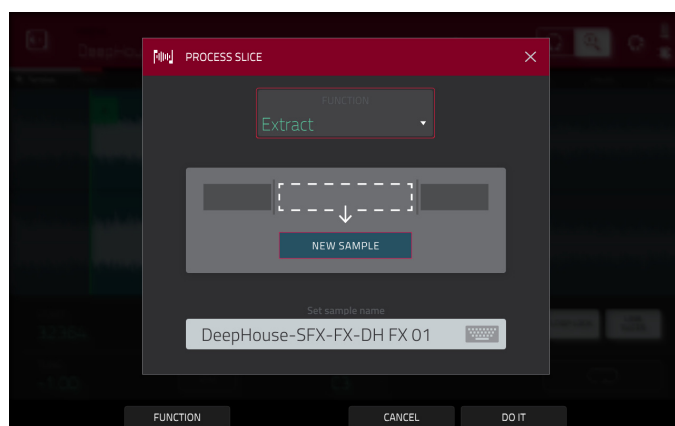 DeepHou
PROCESS SLICE
FUNCTION
Extract
NEW SAMPLE
Set sample name
DeepHouse-SFX-FX-DH FX 01
FUNCTION
CANCEL
DO IT